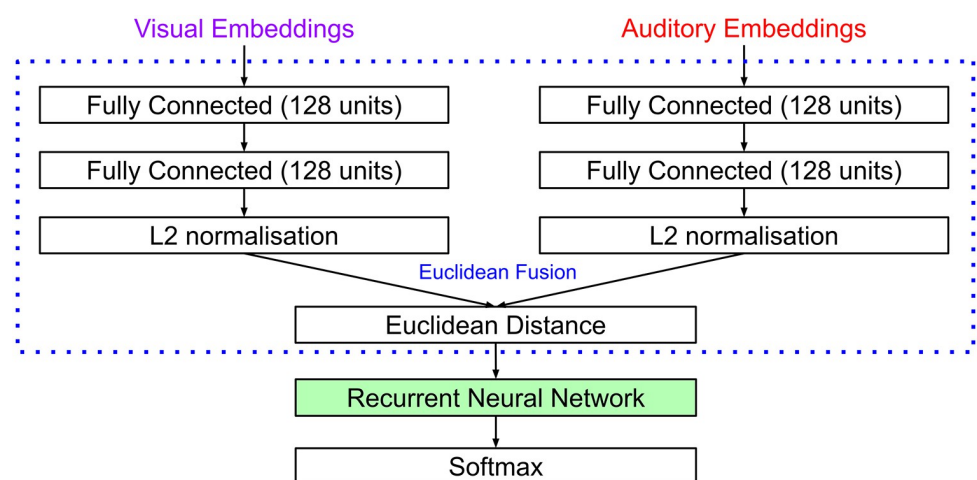 Visual Embeddings
Auditory Embeddings
Fully Connected (128 units)
Fully Connected (128 units)
Fully Connected (128 units)
Fully Connected (128 units)
L2 normalisation
L2 normalisation
Euclidean Fusion
Euclidean Distance
Recurrent Neural Network
Softmax